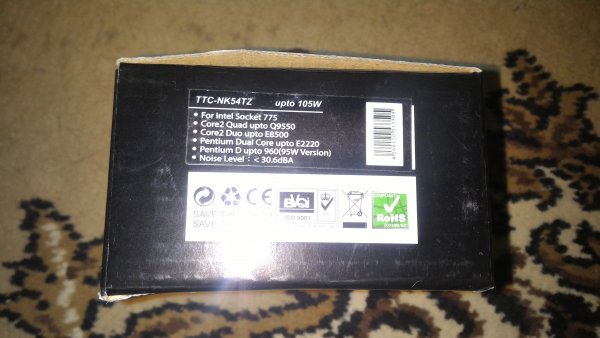 TTC-NK54TZ upto 105W
• For Intel Socket 775
• Core2 Quad upto Q9550
• Core2 Duo upto E8500
• Pentium Dual Core upto E2220
• Pentium D upto 960(95W Version)
• Noise Level : < 30.6dBA
CE
ISO 9001
RoHS
SAVE
SAVE